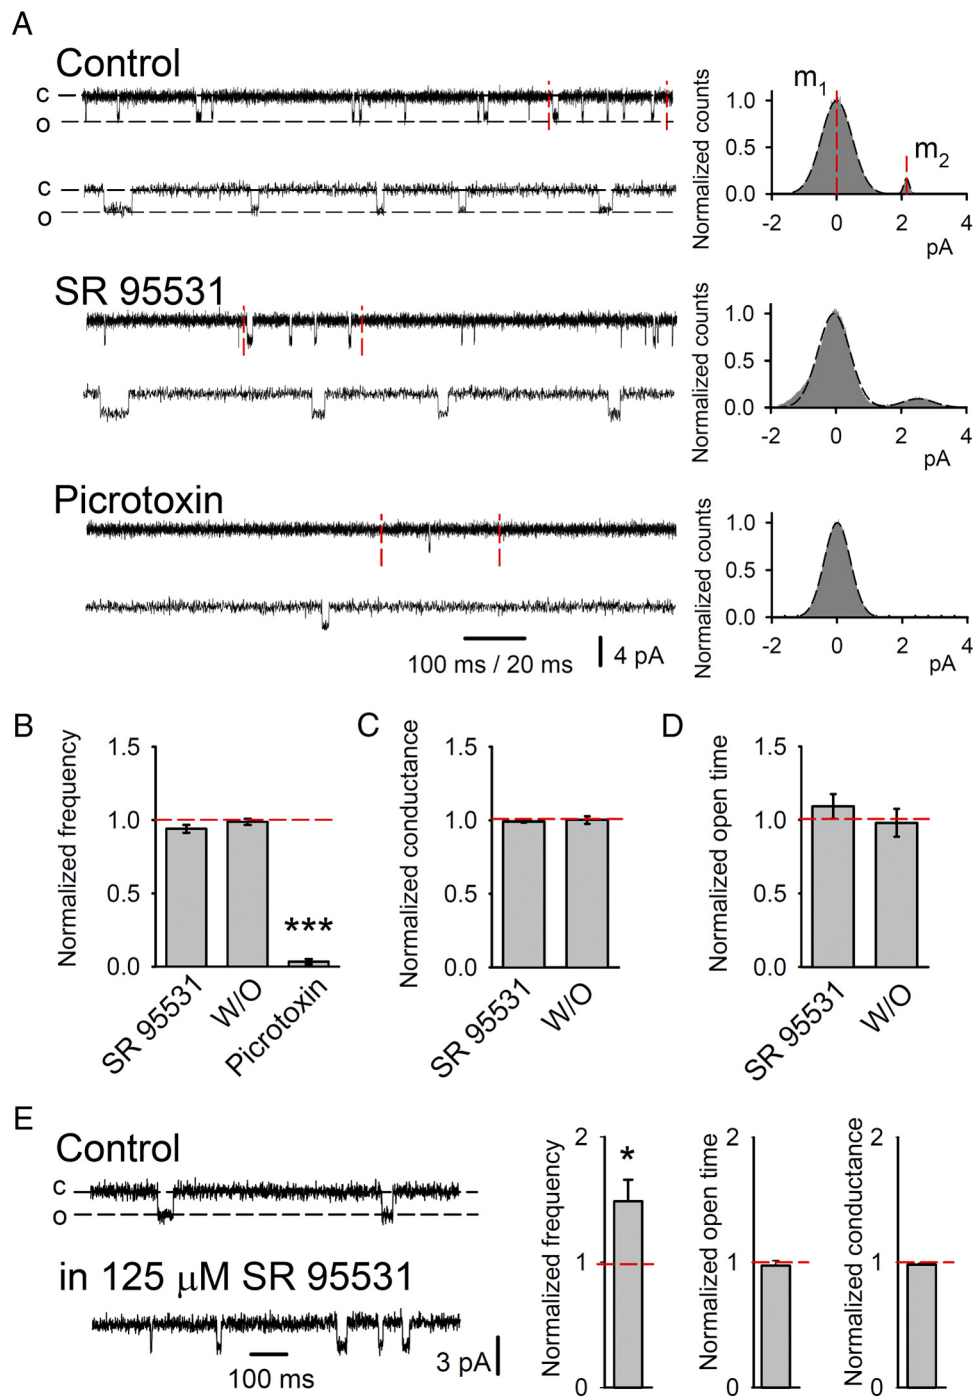 A
Control
c
o
c
o
Normalized counts
1.0
0.5
0.0
m1
m2
-2 0 2 4
pA
SR 95531
Normalized counts
1.0
0.5
0.0
-2 0 2 4
pA
Picrotoxin
100 ms / 20 ms
4 pA
Normalized counts
1.0
0.5
0.0
-2 0 2 4
pA
B
Normalized frequency
1.5
1.0
0.5
0.0
***
SR 95531
W/O
Picrotoxin
C
Normalized conductance
1.5
1.0
0.5
0.0
SR 95531
W/O
D
Normalized open time
1.5
1.0
0.5
0.0
SR 95531
W/O
E
Control
c
o
in 125 μM SR 95531
100 ms
3 pA
Normalized frequency
2
1
0
*
Normalized open time
2
1
0
Normalized conductance
2
1
0